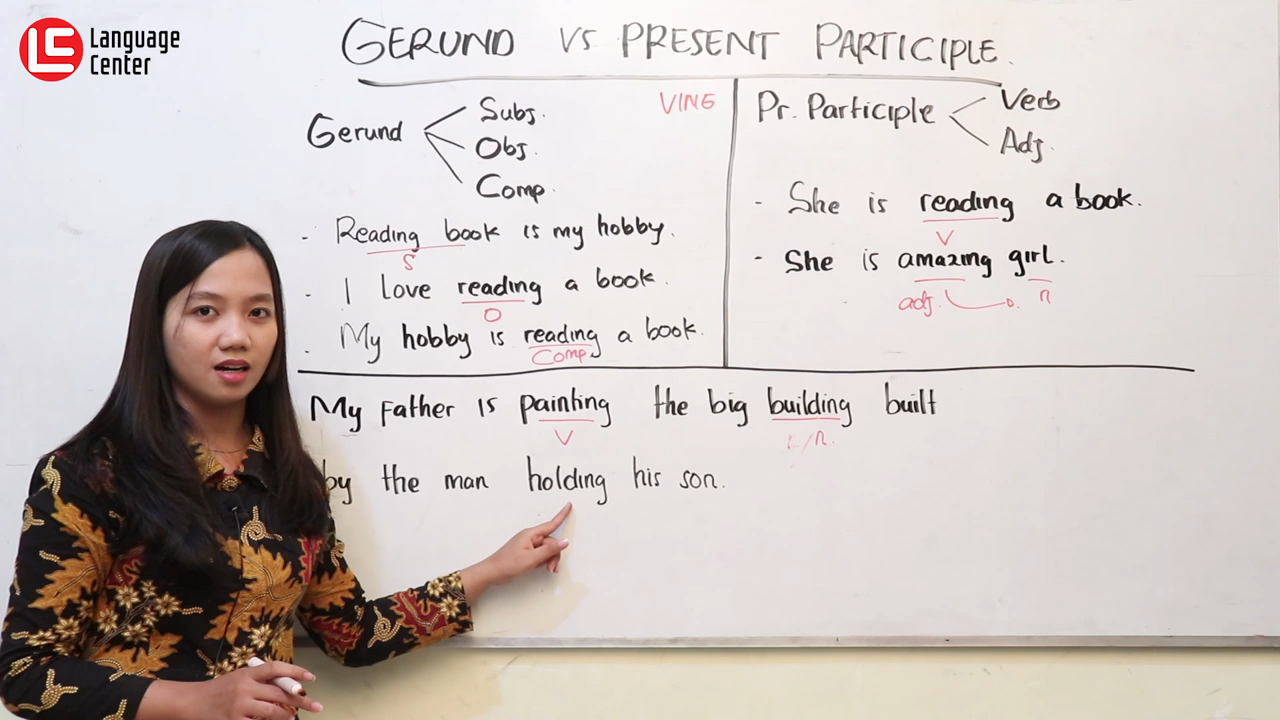 LC Language Center
GERUND VS PRESENT PARTICIPLE.
VING
Gerund
Subj.
Obj.
Comp.
- Reading book is my hobby.
S
- I Love reading a book.
O
- My hobby is reading a book.
Comp
Pr. Participle
Verb
Adj.
- She is reading a book.
V
- She is amazing girl.
adj. n
My Father is painting the big building built
V /n.
by the man holding his son.